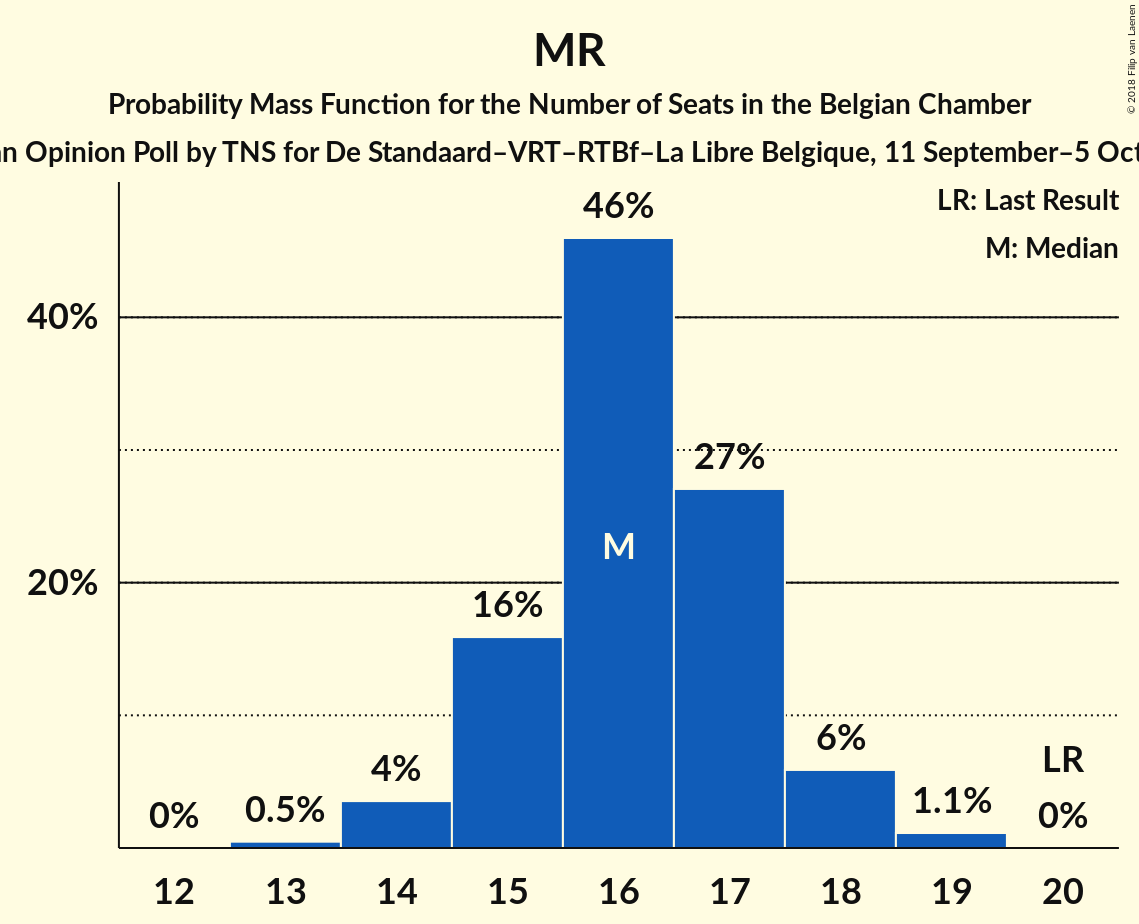 MR
Probability Mass Function for the Number of Seats in the Belgian Chamber
n Opinion Poll by TNS for De Standaard–VRT–RTBf–La Libre Belgique, 11 September–5 Oct
© 2018 Filip van Laenen
LR: Last Result
M: Median
46%
40%
27%
M
20%
16%
6%
4%
LR
0%
0.5%
1.1%
0%
12 13 14 15 16 17 18 19 20